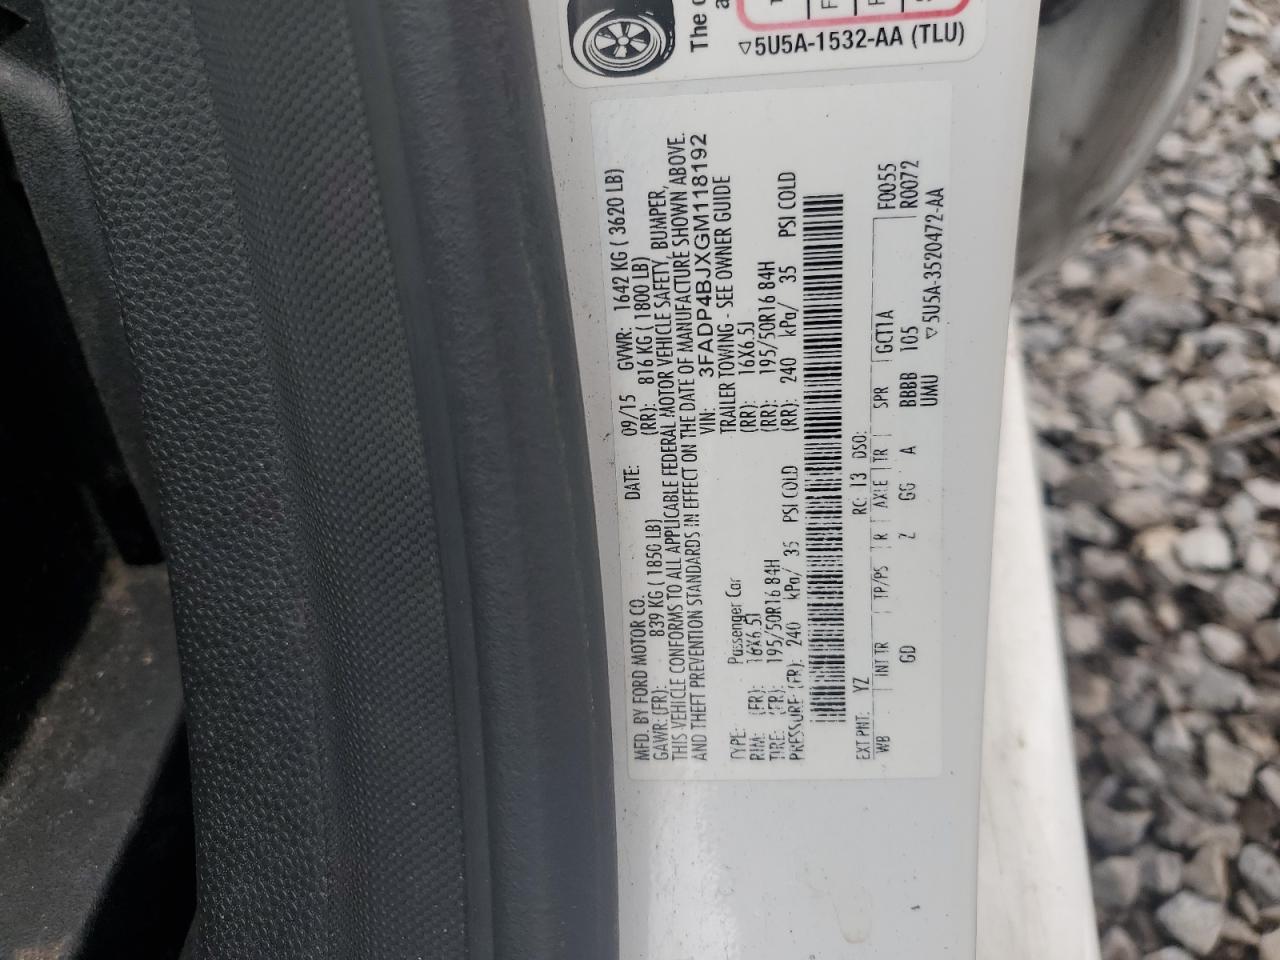 The
a
▽5U5A-1532-AA (TLU)
MFD. BY FORD MOTOR CO. DATE: 09/15 GVWR: 1642 KG ( 3620 LB)
GAWR: (FR): 839 KG ( 1850 LB) (RR): 816 KG ( 1800 LB)
THIS VEHICLE CONFORMS TO ALL APPLICABLE FEDERAL MOTOR VEHICLE SAFETY, BUMPER,
AND THEFT PREVENTION STANDARDS IN EFFECT ON THE DATE OF MANUFACTURE SHOWN ABOVE.
VIN: 3FADP4BJXGM118192
TYPE: Passenger Car TRAILER TOWING - SEE OWNER GUIDE
RIM: (FR): 16X6.5J (RR): 16X6.5J
TIRE: (FR): 195/50R16 84H (RR): 195/50R16 84H
PRESSURE: (FR): 240 kPa/ 35 PSI COLD (RR): 240 kPa/ 35 PSI COLD
EXT PNT: YZ RC: 13 DSO: F0055
WB INT TR TP/PS R AXLE TR SPR GCT1A R0072
GD 2 GG A BBBB 105
UMU ▽5U5A-3520472-AA